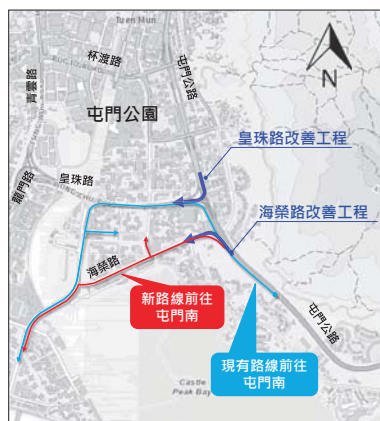 Tuen Mun
杯渡路
青雲路
屯門公路
N
屯門公園
皇珠路改善工程
皇珠路
龍門路
海榮路改善工程
海榮路
新路線前往
屯門南
屯門公路
現有路線前往
屯門南
Castle
Peak Bay